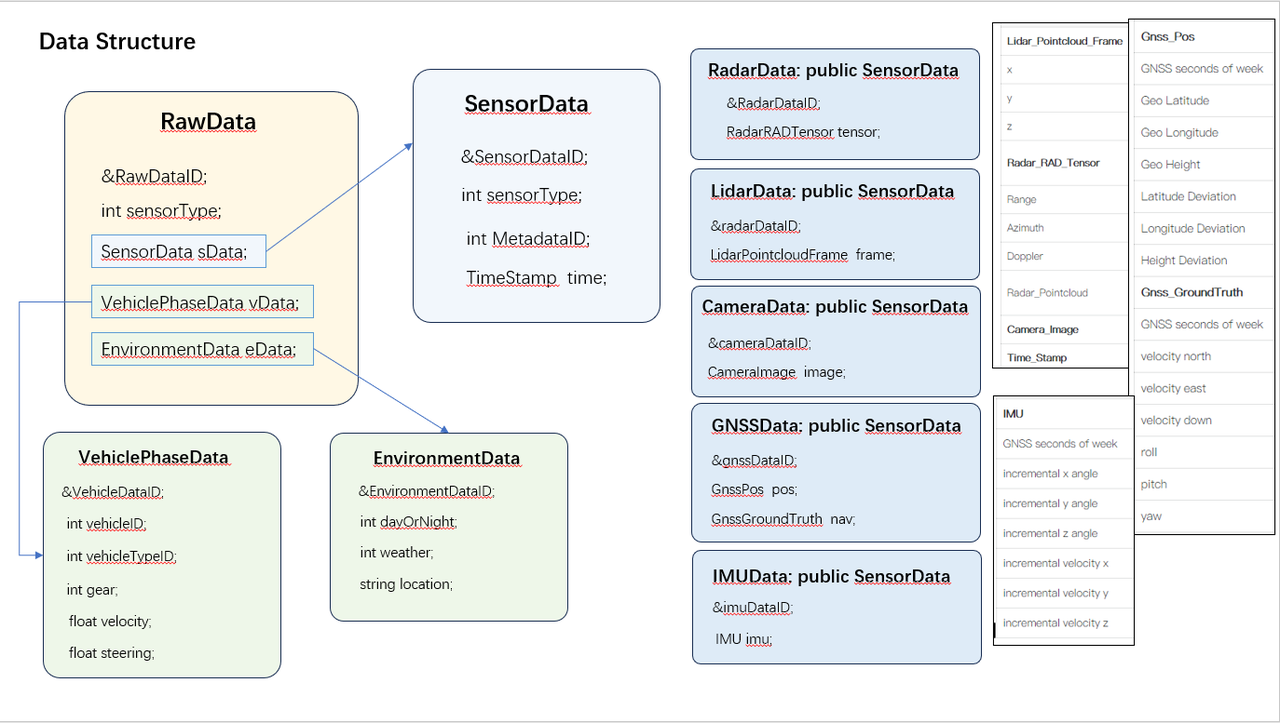 Data Structure
RawData
&RawDataID;
int sensorType;
SensorData sData;
VehiclePhaseData vData;
EnvironmentData eData;
SensorData
&SensorDataID;
int sensorType;
int MetadataID;
TimeStamp time;
VehiclePhaseData
&VehicleDataID;
int vehicleID;
int vehicleTypeID;
int gear;
float velocity;
float steering;
EnvironmentData
&EnvironmentDataID;
int dayOrNight;
int weather;
string location;
RadarData: public SensorData
&RadarDataID;
RadarRADTensor tensor;
LidarData: public SensorData
&radarDataID;
LidarPointcloudFrame frame;
CameraData: public SensorData
&cameraDataID;
CameraImage image;
GNSSData: public SensorData
&gnssDataID;
GnssPos pos;
GnssGroundTruth nav;
IMUData: public SensorData
&imuDataID;
IMU imu;
Lidar_Pointcloud_Frame
x
y
z
Radar_RAD_Tensor
Range
Azimuth
Doppler
Radar_Pointcloud
Camera_Image
Time_Stamp
Gnss_Pos
GNSS seconds of week
Geo Latitude
Geo Longitude
Geo Height
Latitude Deviation
Longitude Deviation
Height Deviation
Gnss_GroundTruth
GNSS seconds of week
velocity north
velocity east
velocity down
roll
pitch
yaw
IMU
GNSS seconds of week
incremental x angle
incremental y angle
incremental z angle
incremental velocity x
incremental velocity y
incremental velocity z